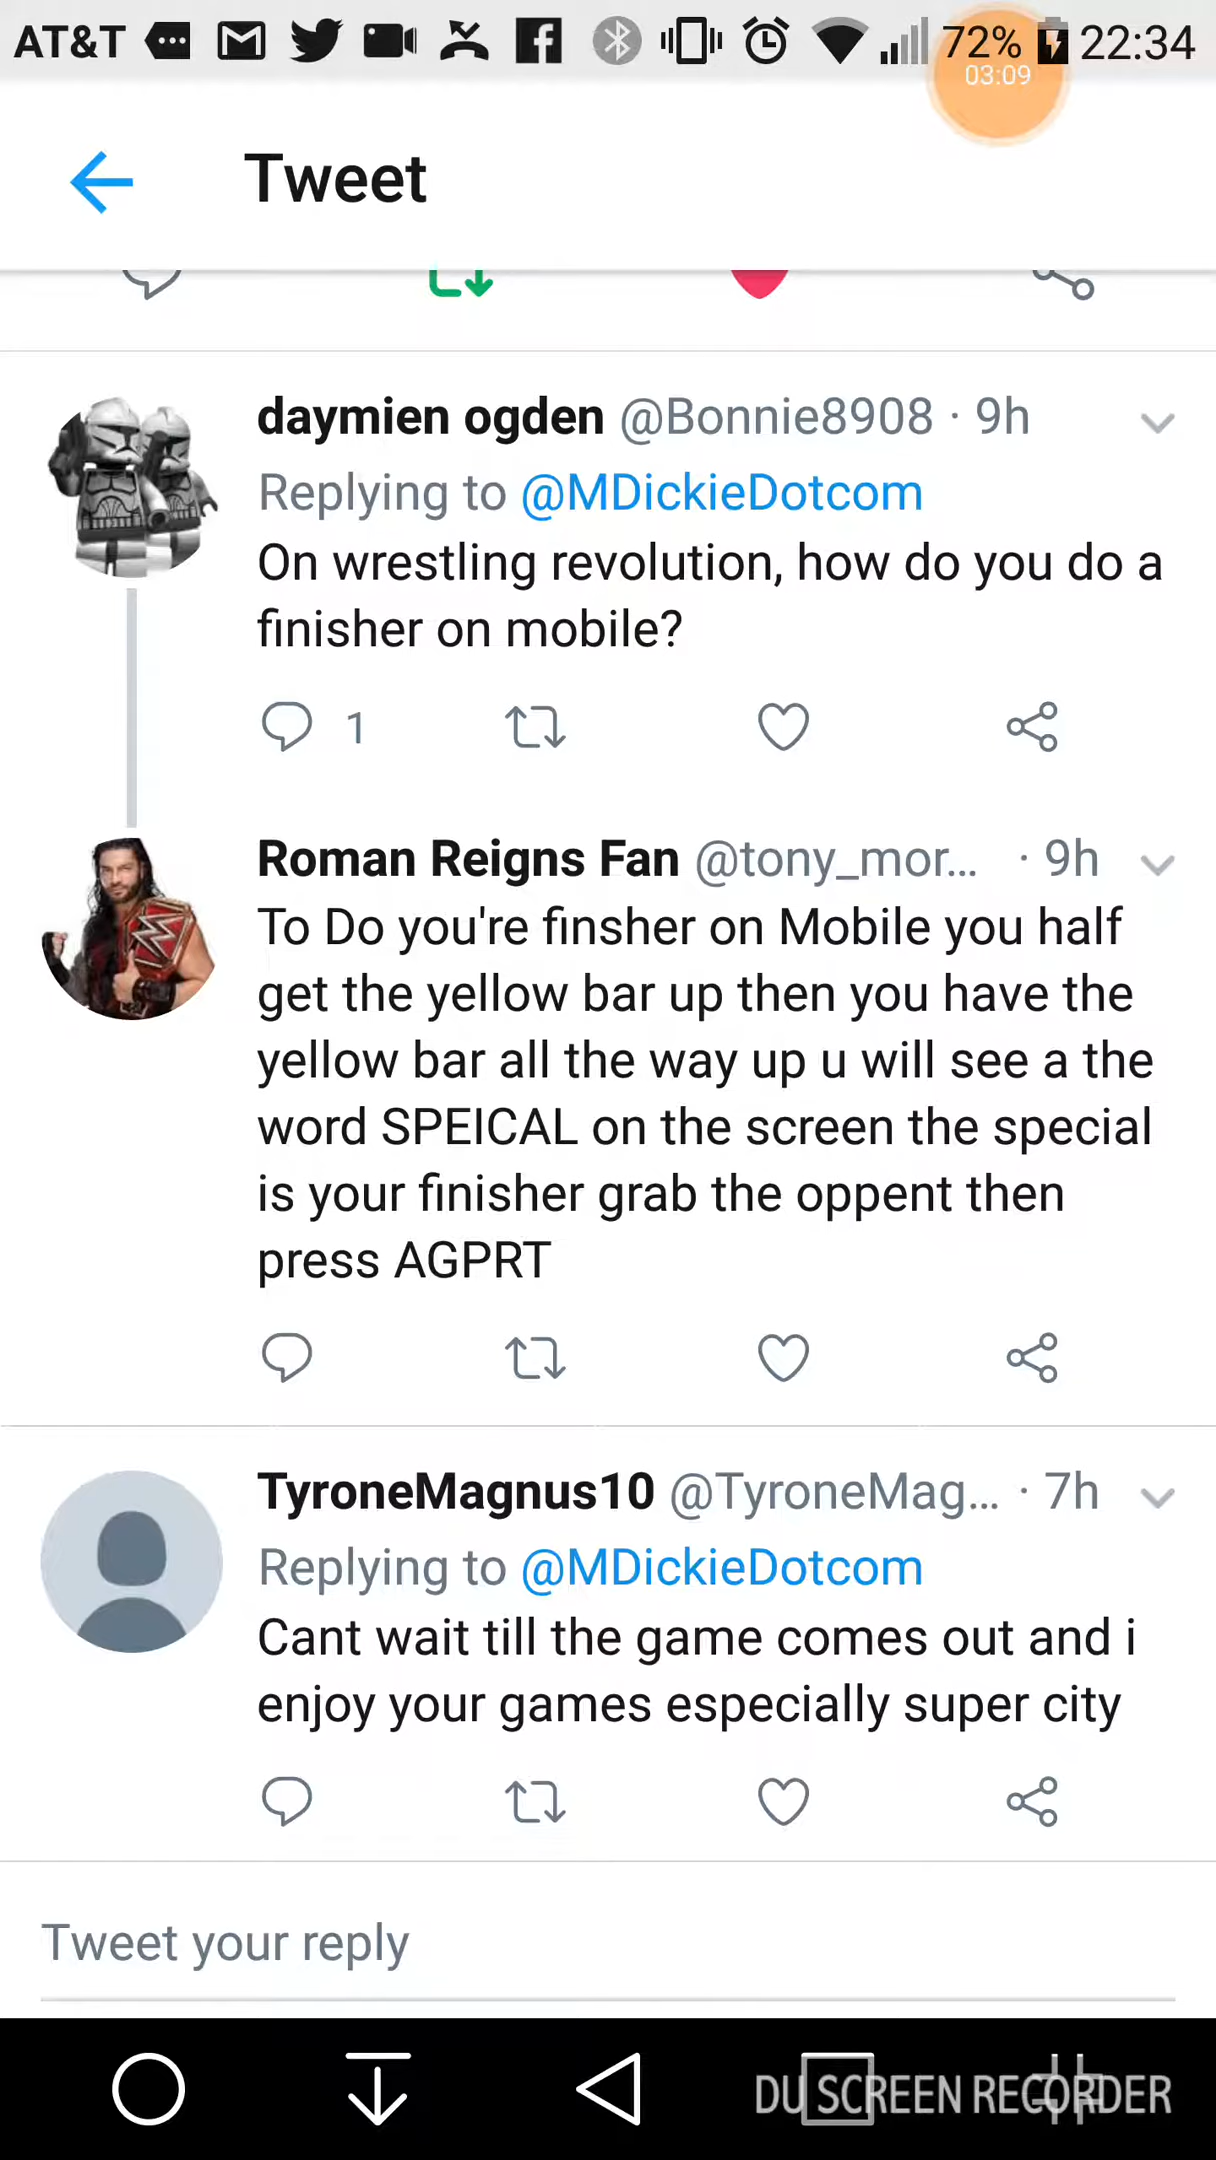 AT&T 72% 22:34
03:09
Tweet
daymien ogden @Bonnie8908 · 9h
Replying to @MDickieDotcom
On wrestling revolution, how do you do a
finisher on mobile?
1
Roman Reigns Fan @tony_mor... · 9h
To Do you're finsher on Mobile you half
get the yellow bar up then you have the
yellow bar all the way up u will see a the
word SPEICAL on the screen the special
is your finisher grab the oppent then
press AGPRT
TyroneMagnus10 @TyroneMag... · 7h
Replying to @MDickieDotcom
Cant wait till the game comes out and i
enjoy your games especially super city
Tweet your reply
DU SCREEN RECORDER